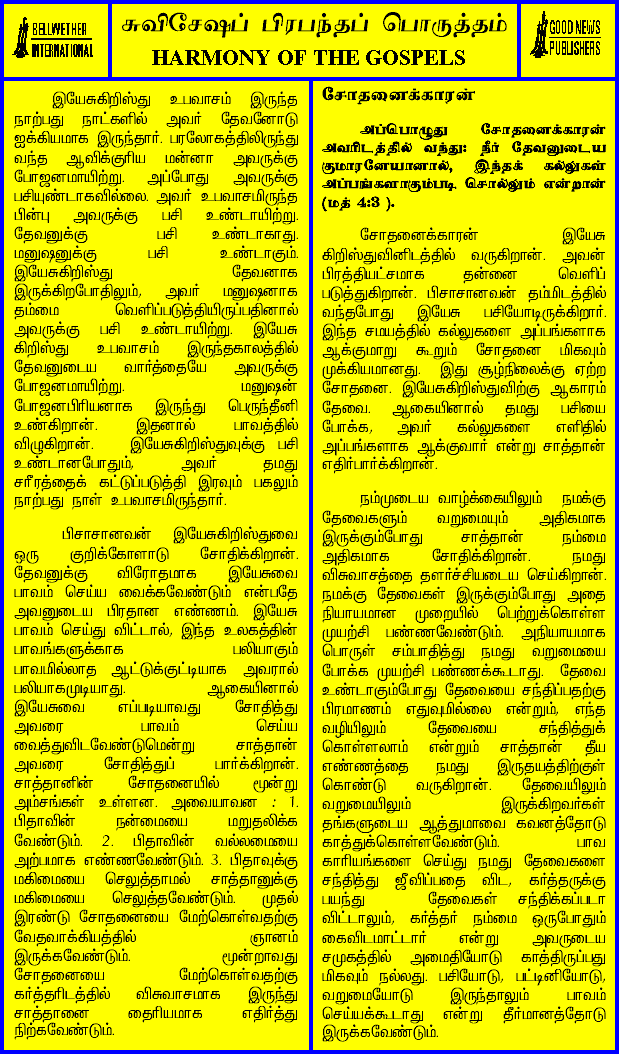 BELLWETHER
INTERNATIONAL
சுவிசேஷப் பிரபந்தப் பொருத்தம்
HARMONY OF THE GOSPELS
GOOD NEWS
PUBLISHERS
இயேசுகிறிஸ்து உபவாசம் இருந்த
நாற்பது நாட்களில் அவர் தேவனோடு
ஐக்கியமாக இருந்தார். பரலோகத்திலிருந்து
வந்த ஆவிக்குரிய மன்னா அவருக்கு
போஜனமாயிற்று. அப்போது அவருக்கு
பசியுண்டாகவில்லை. அவர் உபவாசமிருந்த
பின்பு அவருக்கு பசி உண்டாயிற்று.
தேவனுக்கு பசி உண்டாகாது.
மனுஷனுக்கு பசி உண்டாகும்.
இயேசுகிறிஸ்து தேவனாக
இருக்கிறபோதிலும், அவர் மனுஷனாக
தம்மை வெளிப்படுத்தியிருப்பதினால்
அவருக்கு பசி உண்டாயிற்று. இயேசு
கிறிஸ்து உபவாசம் இருந்தகாலத்தில்
தேவனுடைய வார்த்தையே அவருக்கு
போஜனமாயிற்று. மனுஷன்
போஜனபிரியனாக இருந்து பெருந்தீனி
உண்கிறான். இதனால் பாவத்தில்
விழுகிறான். இயேசுகிறிஸ்துவுக்கு பசி
உண்டானபோதும், அவர் தமது
சரீரத்தைக் கட்டுப்படுத்தி இரவும் பகலும்
நாற்பது நாள் உபவாசமிருந்தார்.
பிசாசானவன் இயேசுகிறிஸ்துவை
ஒரு குறிக்கோளாடு சோதிக்கிறான்.
தேவனுக்கு விரோதமாக இயேசுவை
பாவம் செய்ய வைக்கவேண்டும் என்பதே
அவனுடைய பிரதான எண்ணம். இயேசு
பாவம் செய்து விட்டால், இந்த உலகத்தின்
பாவங்களுக்காக பலியாகும்
பாவமில்லாத ஆட்டுக்குட்டியாக அவரால்
பலியாகமுடியாது. ஆகையினால்
இயேசுவை எப்படியாவது சோதித்து
அவரை பாவம் செய்ய
வைத்துவிடவேண்டுமென்று சாத்தான்
அவரை சோதித்துப் பார்க்கிறான்.
சாத்தானின் சோதனையில் மூன்று
அம்சங்கள் உள்ளன. அவையாவன : 1.
பிதாவின் நன்மையை மறுதலிக்க
வேண்டும். 2. பிதாவின் வல்லமையை
அற்பமாக எண்ணவேண்டும். 3. பிதாவுக்கு
மகிமையை செலுத்தாமல் சாத்தானுக்கு
மகிமையை செலுத்தவேண்டும். முதல்
இரண்டு சோதனையை மேற்கொள்வதற்கு
வேதவாக்கியத்தில் ஞானம்
இருக்கவேண்டும். மூன்றாவது
சோதனையை மேற்கொள்வதற்கு
கர்த்தரிடத்தில் விசுவாசமாக இருந்து
சாத்தானை தைரியமாக எதிர்த்து
நிற்கவேண்டும்.
சோதனைக்காரன்
அப்பொழுது சோதனைக்காரன்
அவரிடத்தில் வந்து: நீர் தேவனுடைய
குமாரனேயானால், இந்தக் கல்லுகள்
அப்பங்களாகும்படி சொல்லும் என்றான்
(மத் 4:3 ).
சோதனைக்காரன் இயேசு
கிறிஸ்துவினிடத்தில் வருகிறான். அவன்
பிரத்தியட்சமாக தன்னை வெளிப்
படுத்துகிறான். பிசாசானவன் தம்மிடத்தில்
வந்தபோது இயேசு பசியோடிருக்கிறார்.
இந்த சமயத்தில் கல்லுகளை அப்பங்களாக
ஆக்குமாறு கூறும் சோதனை மிகவும்
முக்கியமானது. இது சூழ்நிலைக்கு ஏற்ற
சோதனை. இயேசுகிறிஸ்துவிற்கு ஆகாரம்
தேவை. ஆகையினால் தமது பசியை
போக்க, அவர் கல்லுகளை எளிதில்
அப்பங்களாக ஆக்குவார் என்று சாத்தான்
எதிர்பார்க்கிறான்.
நம்முடைய வாழ்க்கையிலும் நமக்கு
தேவைகளும் வறுமையும் அதிகமாக
இருக்கும்போது சாத்தான் நம்மை
அதிகமாக சோதிக்கிறான். நமது
விசுவாசத்தை தளர்ச்சியடைய செய்கிறான்.
நமக்கு தேவைகள் இருக்கும்போது அதை
நியாயமான முறையில் பெற்றுக்கொள்ள
முயற்சி பண்ணவேண்டும். அநியாயமாக
பொருள் சம்பாதித்து நமது வறுமையை
போக்க முயற்சி பண்ணக்கூடாது. தேவை
உண்டாகும்போது தேவையை சந்திப்பதற்கு
பிரமாணம் எதுவுமில்லை என்றும், எந்த
வழியிலும் தேவையை சந்தித்துக்
கொள்ளலாம் என்றும் சாத்தான் தீய
எண்ணத்தை நமது இருதயத்திற்குள்
கொண்டு வருகிறான். தேவையிலும்
வறுமையிலும் இருக்கிறவர்கள்
தங்களுடைய ஆத்துமாவை கவனத்தோடு
காத்துக்கொள்ளவேண்டும். பாவ
காரியங்களை செய்து நமது தேவைகளை
சந்தித்து ஜீவிப்பதை விட, கர்த்தருக்கு
பயந்து தேவைகள் சந்திக்கப்படா
விட்டாலும், கர்த்தர் நம்மை ஒருபோதும்
கைவிடமாட்டார் என்று அவருடைய
சமுகத்தில் அமைதியோடு காத்திருப்பது
மிகவும் நல்லது. பசியோடு, பட்டினியோடு,
வறுமையோடு இருந்தாலும் பாவம்
செய்யக்கூடாது என்று தீர்மானத்தோடு
இருக்கவேண்டும்.